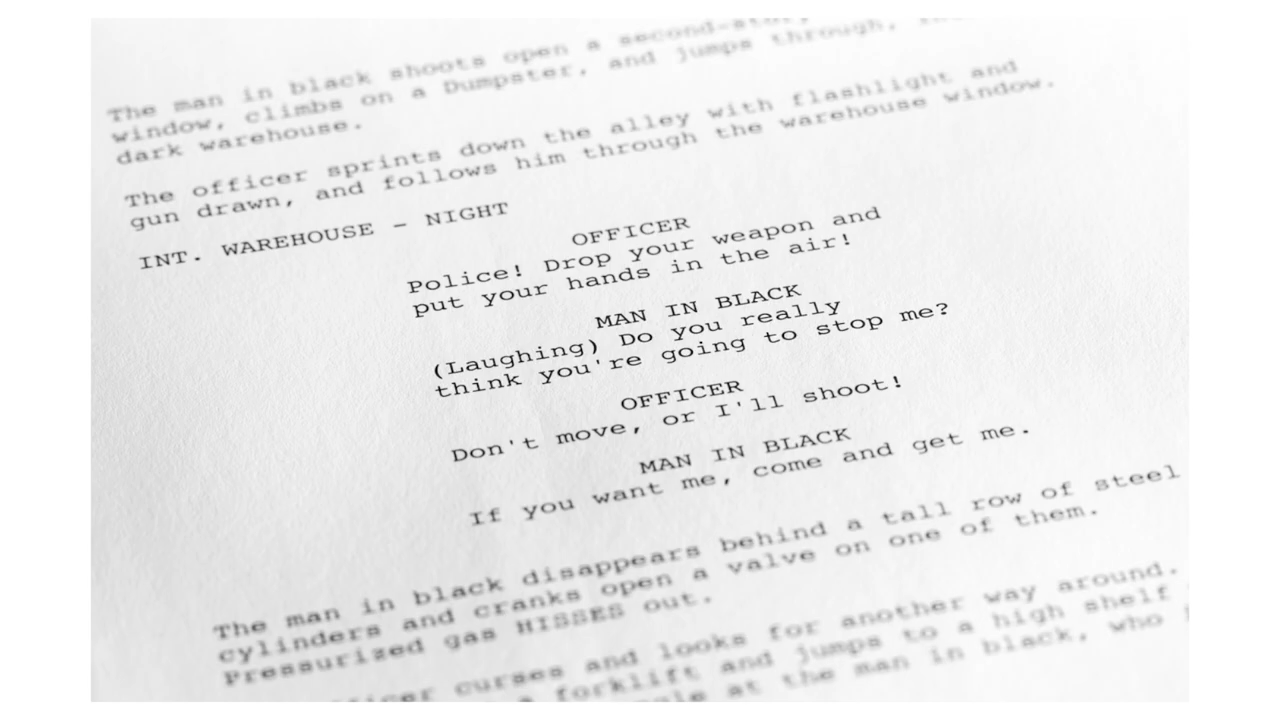 The man in black shoots open a second-story
window, climbs on a Dumpster, and jumps through,
dark warehouse.
The officer sprints down the alley with flashlight and
gun drawn, and follows him through the warehouse window.
INT. WAREHOUSE - NIGHT
OFFICER
Police! Drop your weapon and
put your hands in the air!
MAN IN BLACK
(Laughing) Do you really
think you're going to stop me?
OFFICER
Don't move, or I'll shoot!
MAN IN BLACK
If you want me, come and get me.
The man in black disappears behind a tall row of steel
cylinders and cranks open a valve on one of them.
Pressurized gas HISSES out.
curses and looks for another way around.
a forklift and jumps to a high shelf
at the man in black, who